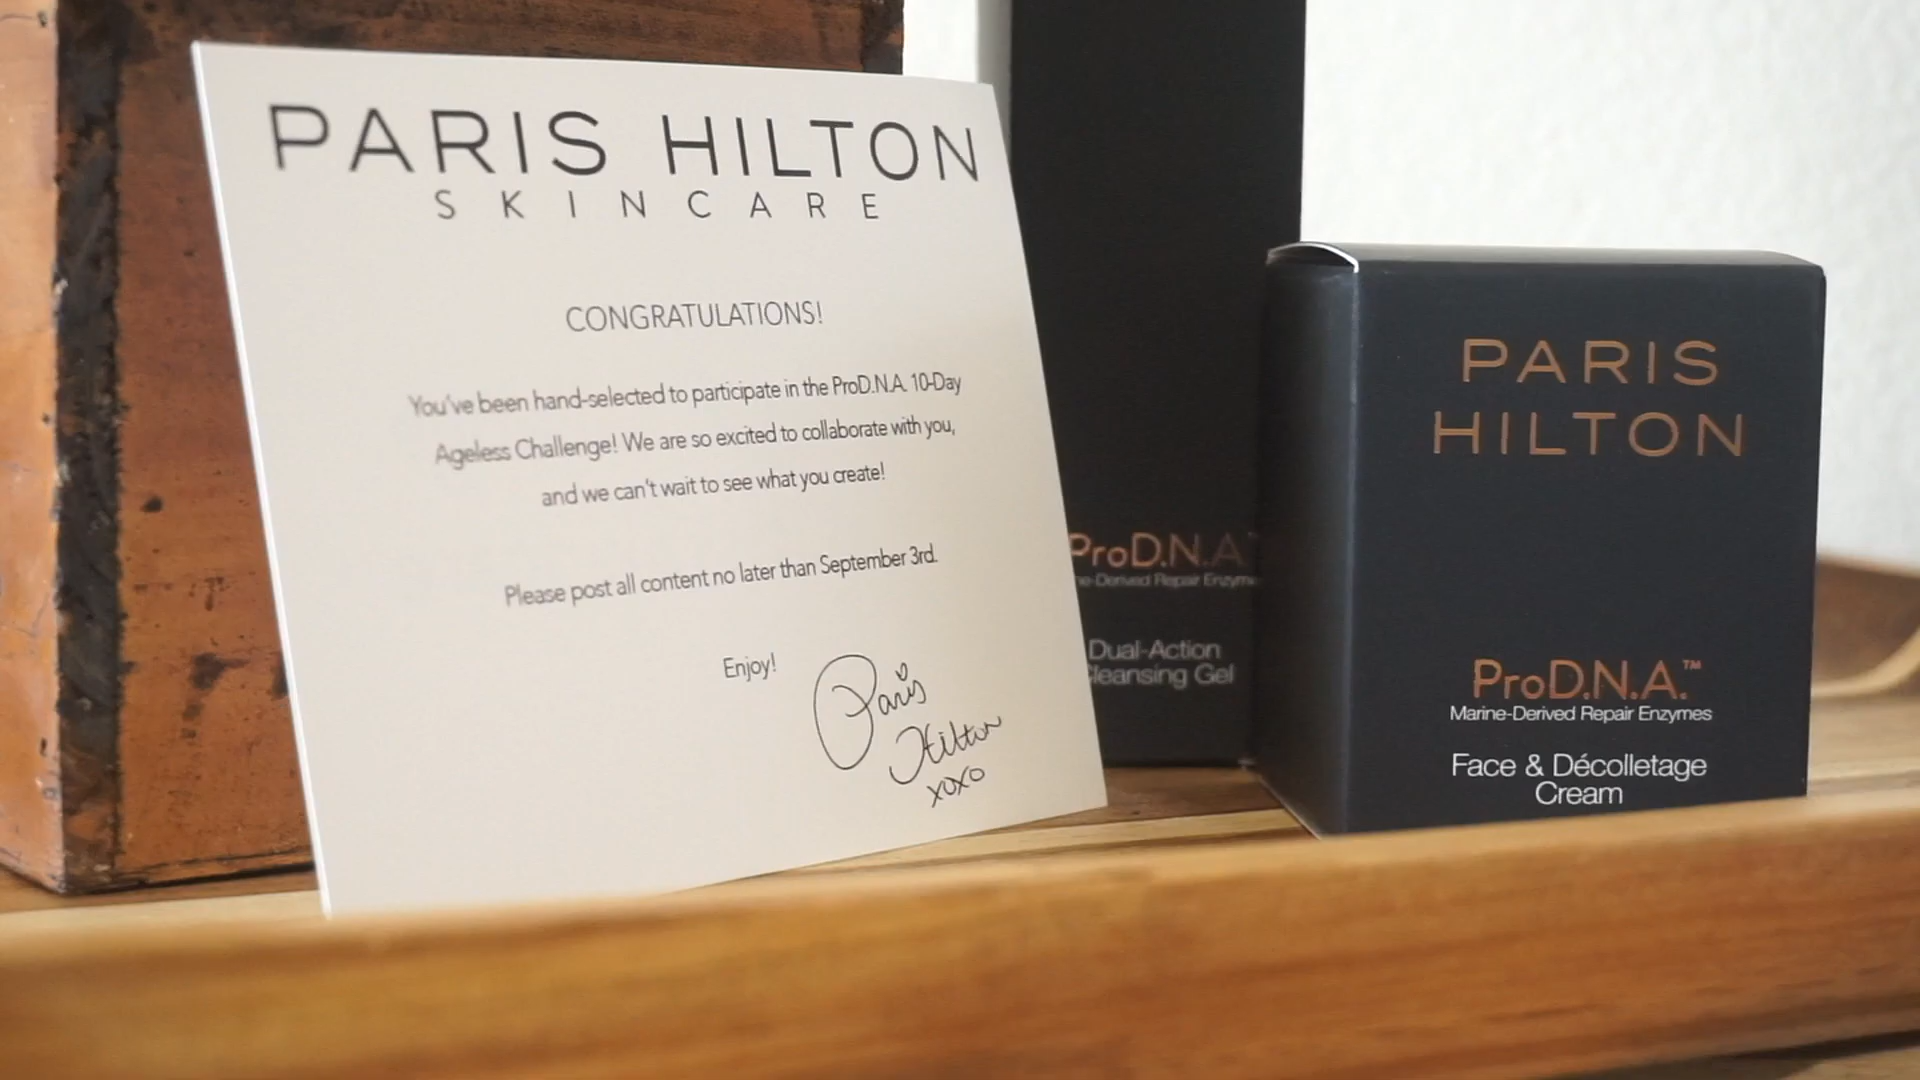 PARIS HILTON
SKINCARE
CONGRATULATIONS!
You've been hand-selected to participate in the ProD.N.A. 10-Day
Ageless Challenge! We are so excited to collaborate with you,
and we can't wait to see what you create!
Please post all content no later than September 3rd.
Enjoy!
Paris
Hilton
xoxo
ProD.N.A.
Repair
Dual-Action
Cleansing Gel
PARIS
HILTON
ProD.N.A.™
Marine-Derived Repair Enzymes
Face & Décolletage
Cream